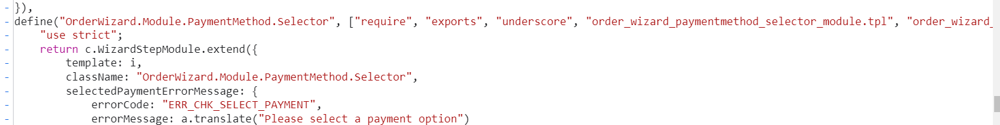 - }),
- define("OrderWizard.Module.PaymentMethod.Selector", ["require", "exports", "underscore", "order_wizard_paymentmethod_selector_module.tpl", "order_wizard_
- "use strict";
- return c.WizardStepModule.extend({
- template: i,
- className: "OrderWizard.Module.PaymentMethod.Selector",
- selectedPaymentErrorMessage: {
- errorCode: "ERR_CHK_SELECT_PAYMENT",
- errorMessage: a.translate("Please select a payment option")